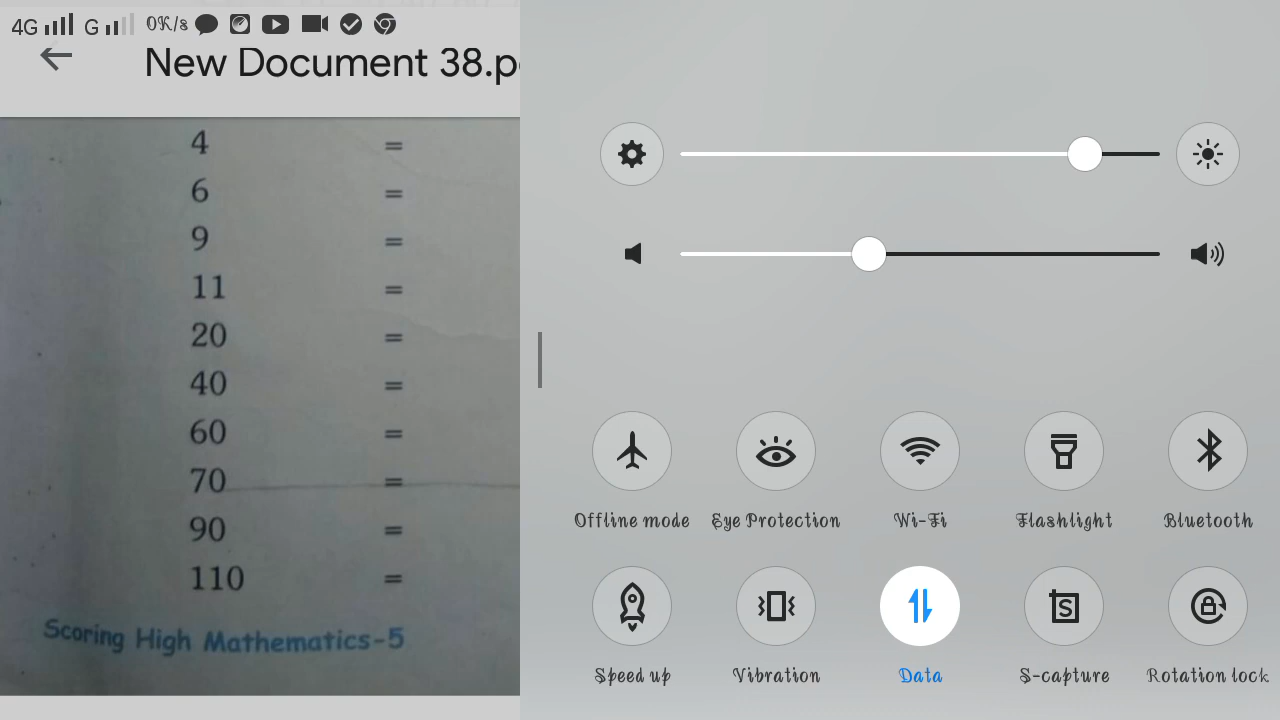 4G G 0K/s
New Document 38.p
4 =
6 =
9 =
11 =
20 =
40 =
60 =
70 =
90 =
110 =
Scoring High Mathematics-5
Offline mode Eye Protection Wi-Fi Flashlight Bluetooth
S
Speed up Vibration Data S-capture Rotation lock